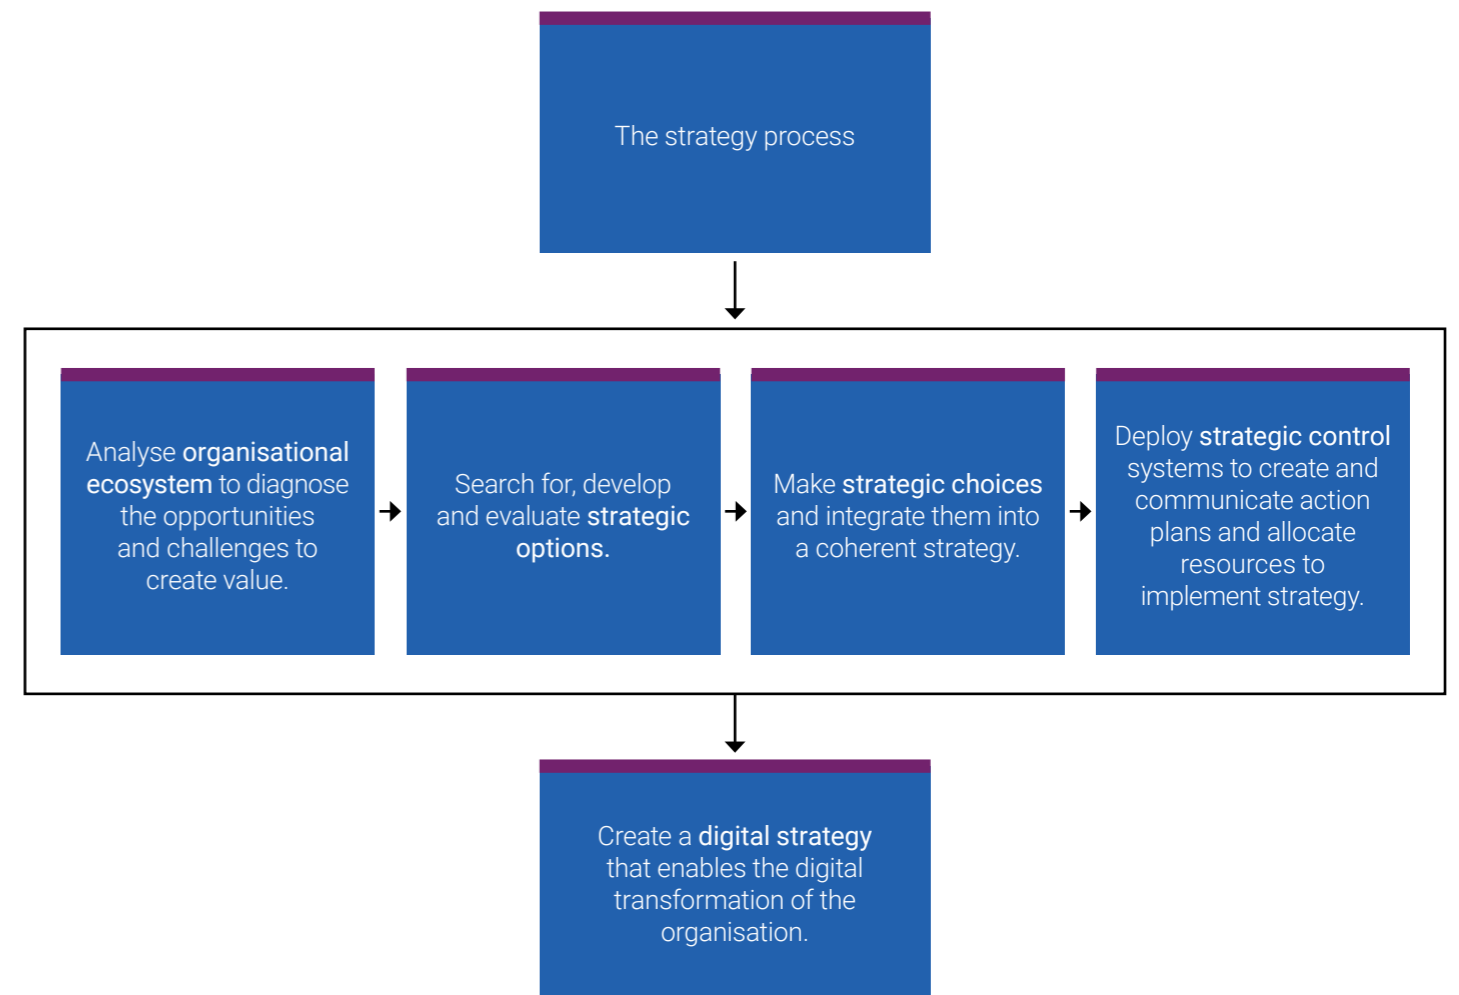 The strategy process
Analyse organisational
ecosystem to diagnose
the opportunities
and challenges to
create value.
Search for, develop
and evaluate strategic
options.
Make strategic choices
and integrate them into
a coherent strategy.
Deploy strategic control
systems to create and
communicate action
plans and allocate
resources to
implement strategy.
Create a digital strategy
that enables the digital
transformation of the
organisation.